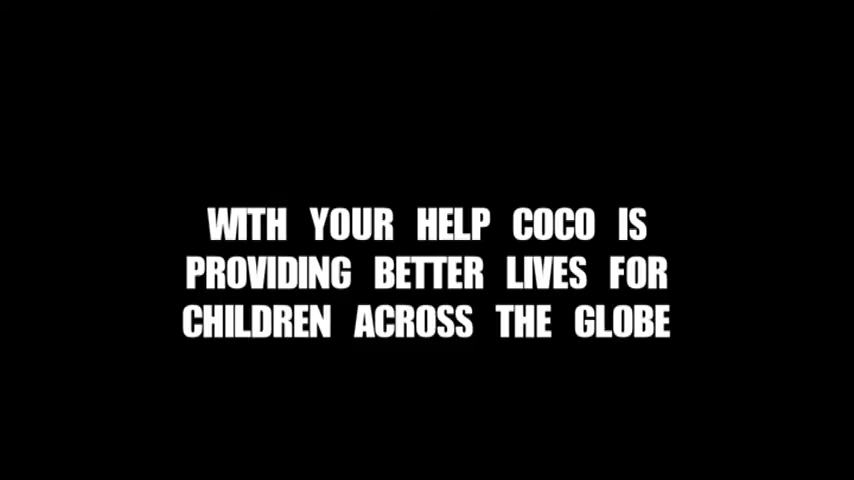 WITH YOUR HELP COCO IS
PROVIDING BETTER LIVES FOR
CHILDREN ACROSS THE GLOBE